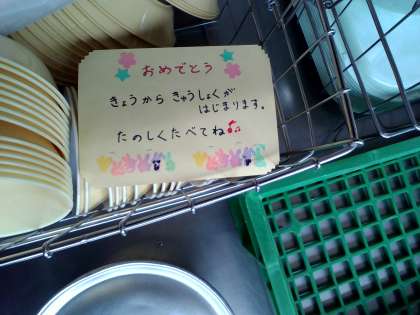 おめでとう
きょうから きゅうしょくが
はじまります。
たのしくたべてね